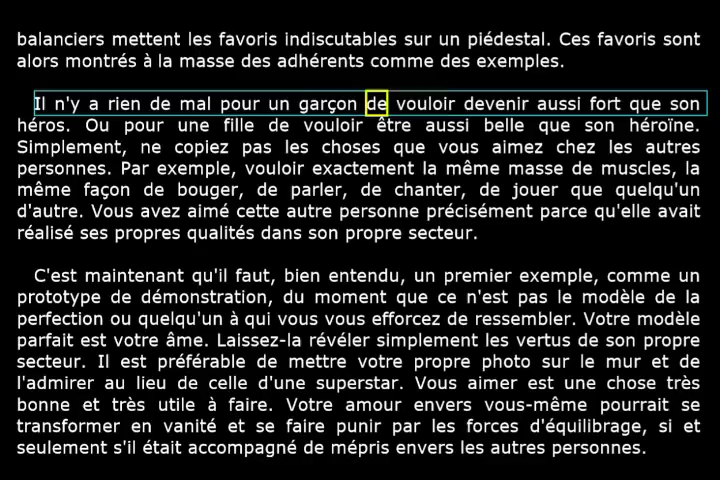 balanciers mettent les favoris indiscutables sur un piédestal. Ces favoris sont
alors montrés à la masse des adhérents comme des exemples.
Il n'y a rien de mal pour un garçon de vouloir devenir aussi fort que son
héros. Ou pour une fille de vouloir être aussi belle que son héroïne.
Simplement, ne copiez pas les choses que vous aimez chez les autres
personnes. Par exemple, vouloir exactement la même masse de muscles, la
même façon de bouger, de parler, de chanter, de jouer que quelqu'un
d'autre. Vous avez aimé cette autre personne précisément parce qu'elle avait
réalisé ses propres qualités dans son propre secteur.
C'est maintenant qu'il faut, bien entendu, un premier exemple, comme un
prototype de démonstration, du moment que ce n'est pas le modèle de la
perfection ou quelqu'un à qui vous vous efforcez de ressembler. Votre modèle
parfait est votre âme. Laissez-la révéler simplement les vertus de son propre
secteur. Il est préférable de mettre votre propre photo sur le mur et de
l'admirer au lieu de celle d'une superstar. Vous aimer est une chose très
bonne et très utile à faire. Votre amour envers vous-même pourrait se
transformer en vanité et se faire punir par les forces d'équilibrage, si et
seulement s'il était accompagné de mépris envers les autres personnes.